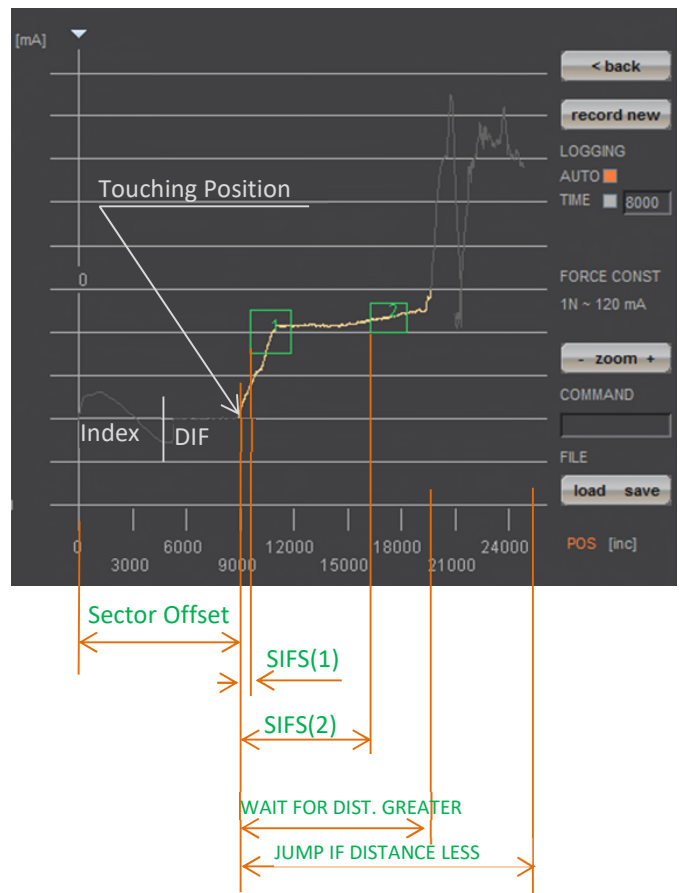 [mA]
< back
record new
LOGGING
AUTO
TIME 8000
Touching Position
0
FORCE CONST
1N ~ 120 mA
1
2
- zoom +
COMMAND
Index DIF
FILE
load save
0 6000 12000 18000 24000
3000 9000 15000 21000
POS [inc]
Sector Offset
SIFS(1)
SIFS(2)
WAIT FOR DIST. GREATER
JUMP IF DISTANCE LESS